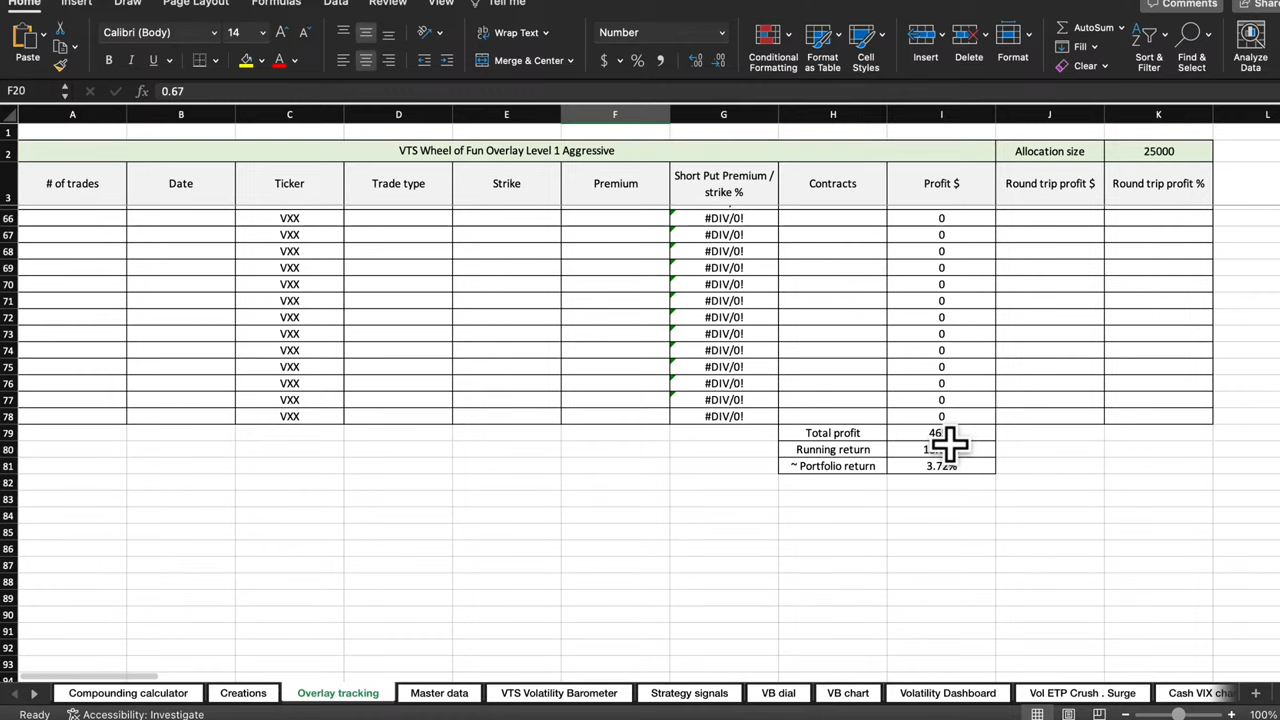 Home Insert Draw Page Layout Formulas Data Review View Tell me Comments
Calibri (Body) 14 Wrap Text Number AutoSum
Fill
Paste B I U A Merge & Center $ % Conditional Formatting Format as Table Cell Styles Insert Delete Format Clear Sort & Filter Find & Select Analyze Data
F20 fx 0.67
A B C D E F G H I J K L
1
2 VTS Wheel of Fun Overlay Level 1 Aggressive Allocation size 25000
3 # of trades Date Ticker Trade type Strike Premium Short Put Premium / strike % Contracts Profit $ Round trip profit $ Round trip profit %
66 VXX #DIV/0! 0
67 VXX #DIV/0! 0
68 VXX #DIV/0! 0
69 VXX #DIV/0! 0
70 VXX #DIV/0! 0
71 VXX #DIV/0! 0
72 VXX #DIV/0! 0
73 VXX #DIV/0! 0
74 VXX #DIV/0! 0
75 VXX #DIV/0! 0
76 VXX #DIV/0! 0
77 VXX #DIV/0! 0
78 VXX #DIV/0! 0
79 Total profit
80 Running return
81 ~ Portfolio return 3.72%
82
83
84
85
86
87
88
89
90
91
92
93
Compounding calculator Creations Overlay tracking Master data VTS Volatility Barometer Strategy signals VB dial VB chart Volatility Dashboard Vol ETP Crush . Surge Cash VIX
Ready Accessibility: Investigate 100%